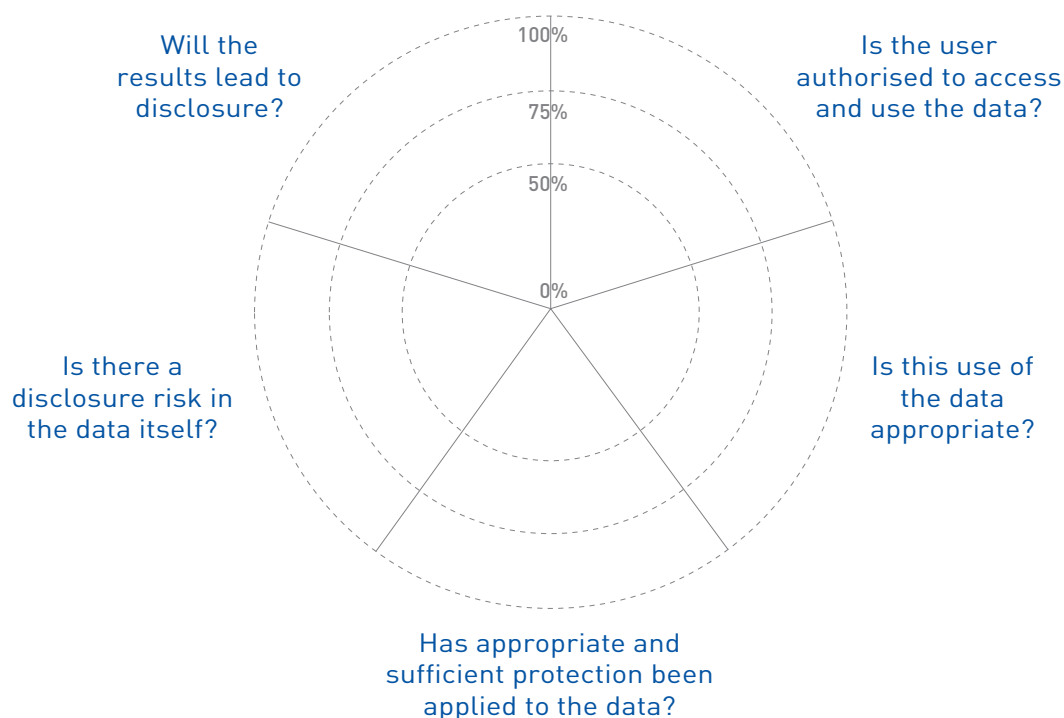 Will the
results lead to
disclosure?
100%
75%
50%
0%
Is the user
authorised to access
and use the data?
Is there a
disclosure risk in
the data itself?
Is this use of
the data
appropriate?
Has appropriate and
sufficient protection been
applied to the data?